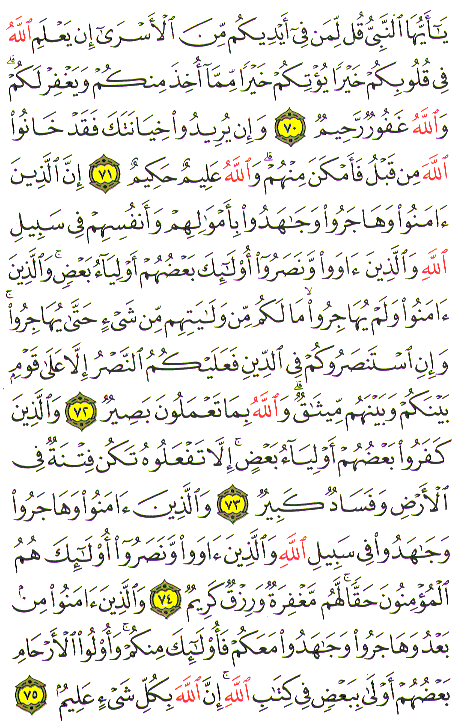 يَـٰٓأَيُّهَا ٱلنَّبِىُّ قُل لِّمَن فِىٓ أَيْدِيكُم مِّنَ ٱلْأَسْرَىٰٓ إِن يَعْلَمِ ٱللَّهُ
فِى قُلُوبِكُمْ خَيْرًا يُؤْتِكُمْ خَيْرًا مِّمَّآ أُخِذَ مِنكُمْ وَيَغْفِرْ لَكُمْ ۗ
وَٱللَّهُ غَفُورٌ رَّحِيمٌ ٧٠ وَإِن يُرِيدُوا۟ خِيَانَتَكَ فَقَدْ خَانُوا۟
ٱللَّهَ مِن قَبْلُ فَأَمْكَنَ مِنْهُمْ ۗ وَٱللَّهُ عَلِيمٌ حَكِيمٌ ٧١ إِنَّ ٱلَّذِينَ
ءَامَنُوا۟ وَهَاجَرُوا۟ وَجَـٰهَدُوا۟ بِأَمْوَٰلِهِمْ وَأَنفُسِهِمْ فِى سَبِيلِ
ٱللَّهِ وَٱلَّذِينَ ءَاوَوا۟ وَّنَصَرُوٓا۟ أُو۟لَـٰٓئِكَ بَعْضُهُمْ أَوْلِيَآءُ بَعْضٍ ۚ وَٱلَّذِينَ
ءَامَنُوا۟ وَلَمْ يُهَاجِرُوا۟ مَا لَكُم مِّن وَلَـٰيَتِهِم مِّن شَىْءٍ حَتَّىٰ يُهَاجِرُوا۟ ۚ
وَإِنِ ٱسْتَنصَرُوكُمْ فِى ٱلدِّينِ فَعَلَيْكُمُ ٱلنَّصْرُ إِلَّا عَلَىٰ قَوْمٍۭ
بَيْنَكُمْ وَبَيْنَهُم مِّيثَـٰقٌ ۗ وَٱللَّهُ بِمَا تَعْمَلُونَ بَصِيرٌ ٧٢ وَٱلَّذِينَ
كَفَرُوا۟ بَعْضُهُمْ أَوْلِيَآءُ بَعْضٍ ۚ إِلَّا تَفْعَلُوهُ تَكُن فِتْنَةٌ فِى
ٱلْأَرْضِ وَفَسَادٌ كَبِيرٌ ٧٣ وَٱلَّذِينَ ءَامَنُوا۟ وَهَاجَرُوا۟
وَجَـٰهَدُوا۟ فِى سَبِيلِ ٱللَّهِ وَٱلَّذِينَ ءَاوَوا۟ وَّنَصَرُوٓا۟ أُو۟لَـٰٓئِكَ هُمُ
ٱلْمُؤْمِنُونَ حَقًّا ۚ لَّهُم مَّغْفِرَةٌ وَرِزْقٌ كَرِيمٌ ٧٤ وَٱلَّذِينَ ءَامَنُوا۟ مِنۢ
بَعْدُ وَهَاجَرُوا۟ وَجَـٰهَدُوا۟ مَعَكُمْ فَأُو۟لَـٰٓئِكَ مِنكُمْ ۚ وَأُو۟لُوا۟ ٱلْأَرْحَامِ
بَعْضُهُمْ أَوْلَىٰ بِبَعْضٍ فِى كِتَـٰبِ ٱللَّهِ ۗ إِنَّ ٱللَّهَ بِكُلِّ شَىْءٍ عَلِيمٌۢ ٧٥